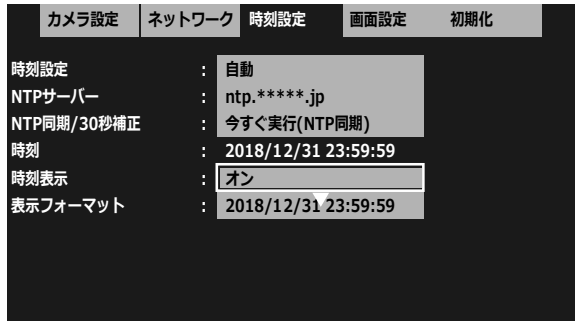 カメラ設定 ネットワーク 時刻設定 画面設定 初期化
時刻設定 : 自動
NTPサーバー : ntp.*****.jp
NTP同期/30秒補正 : 今すぐ実行(NTP同期)
時刻 : 2018/12/31 23:59:59
時刻表示 : オン
表示フォーマット : 2018/12/31 23:59:59